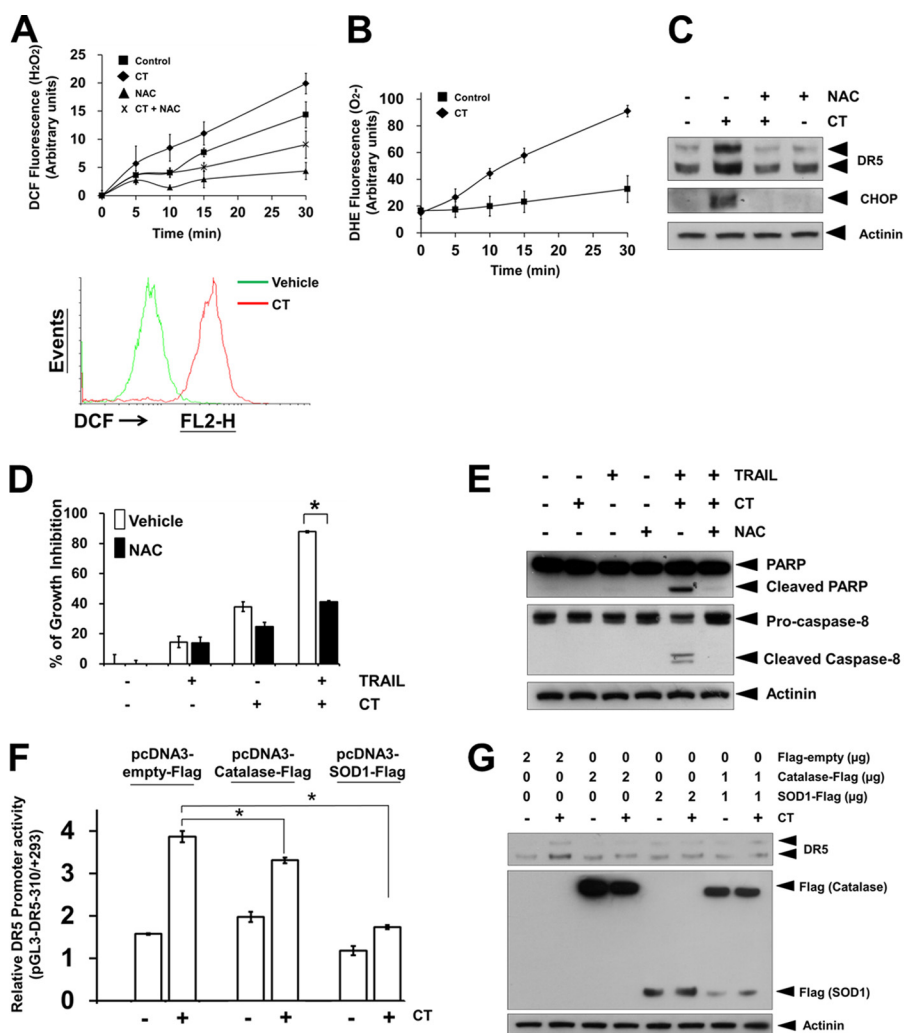 A
DCF Fluorescence (H2O2)
(Arbitrary units)
25
20
15
10
5
0
Control
CT
NAC
CT + NAC
0 5 10 15 20 25 30
Time (min)
Vehicle
CT
Events
DCF → FL2-H
B
DHE Fluorescence (O2-)
(Arbitrary units)
100
80
60
40
20
0
Control
CT
0 5 10 15 20 25 30
Time (min)
C
- - + + NAC
- + + - CT
DR5
CHOP
Actinin
D
% of Growth Inhibition
100
80
60
40
20
0
Vehicle
NAC
*
- + - + TRAIL
- - + + CT
E
- - + - + + TRAIL
- + - - + + CT
- - - + - + NAC
PARP
Cleaved PARP
Pro-caspase-8
Cleaved Caspase-8
Actinin
F
pcDNA3- pcDNA3- pcDNA3-
empty-Flag Catalase-Flag SOD1-Flag
Relative DR5 Promoter activity
(pGL3-DR5-310/+293)
4
3
2
1
0
*
*
- + - + - + CT
G
2 2 0 0 0 0 0 0 Flag-empty (µg)
0 0 2 2 0 0 1 1 Catalase-Flag (µg)
0 0 0 0 2 2 1 1 SOD1-Flag (µg)
- + - + - + - + CT
DR5
Flag (Catalase)
Flag (SOD1)
Actinin